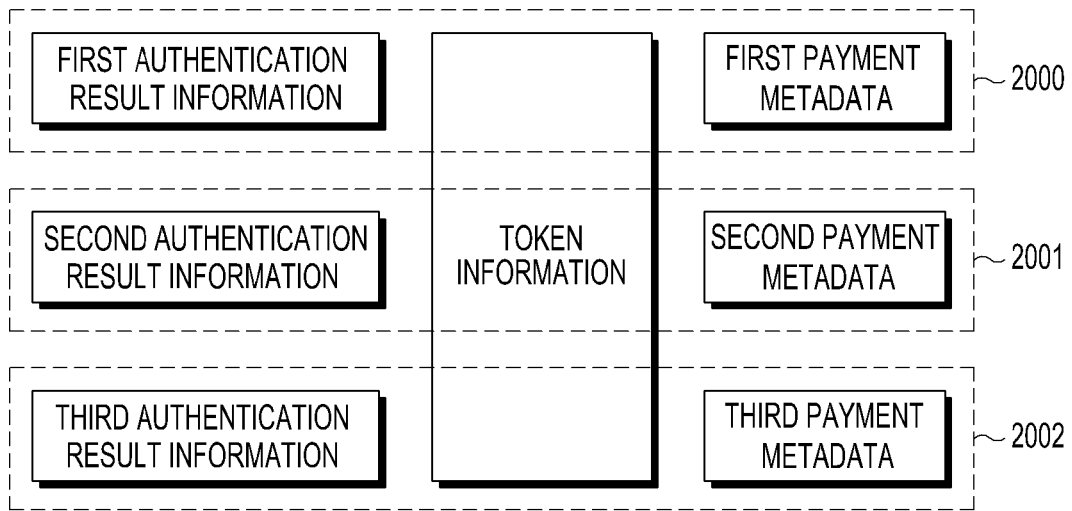 FIRST AUTHENTICATION
RESULT INFORMATION
FIRST PAYMENT
METADATA
2000
SECOND AUTHENTICATION
RESULT INFORMATION
TOKEN
INFORMATION
SECOND PAYMENT
METADATA
2001
THIRD AUTHENTICATION
RESULT INFORMATION
THIRD PAYMENT
METADATA
2002